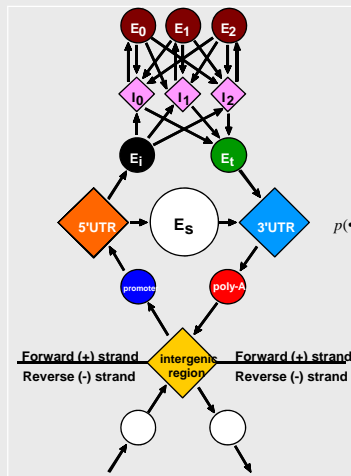 E0 E1 E2
I0 I1 I2
Ei Et
5'UTR Es 3'UTR
p(
promote poly-A
Forward (+) strand intergenic Forward (+) strand
Reverse (-) strand region Reverse (-) strand